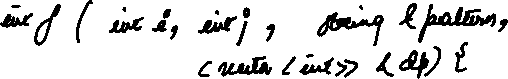 int f ( int i, int j, string & pattern,
(vector <int>> & dp) {